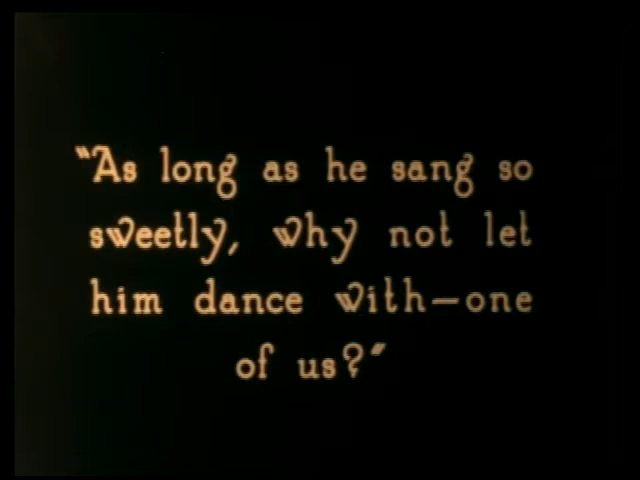 "As long as he sang so
sweetly, why not let
him dance with—one
of us?"